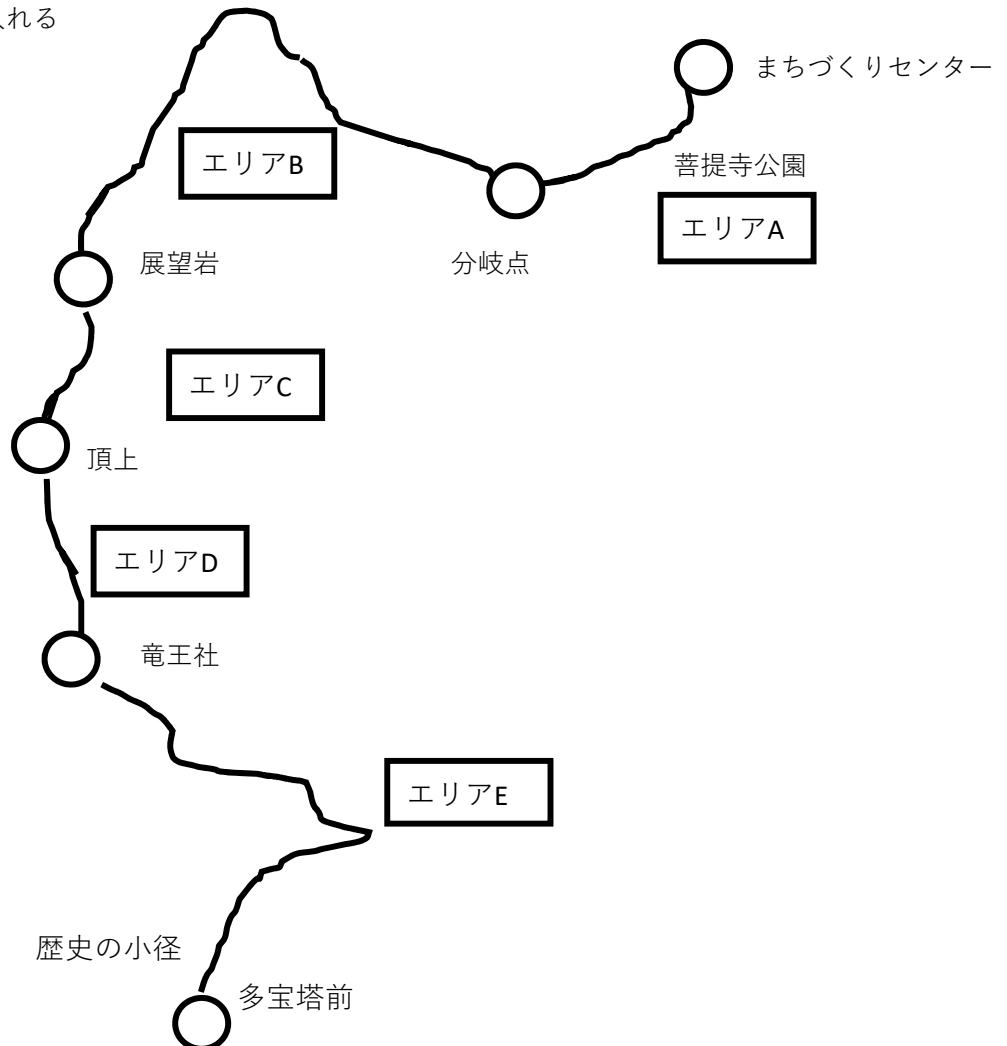 れる
まちづくりセンター
エリアB
菩提寺公園
エリアA
展望岩
分岐点
エリアC
頂上
エリアD
竜王社
エリアE
歴史の小径
多宝塔前